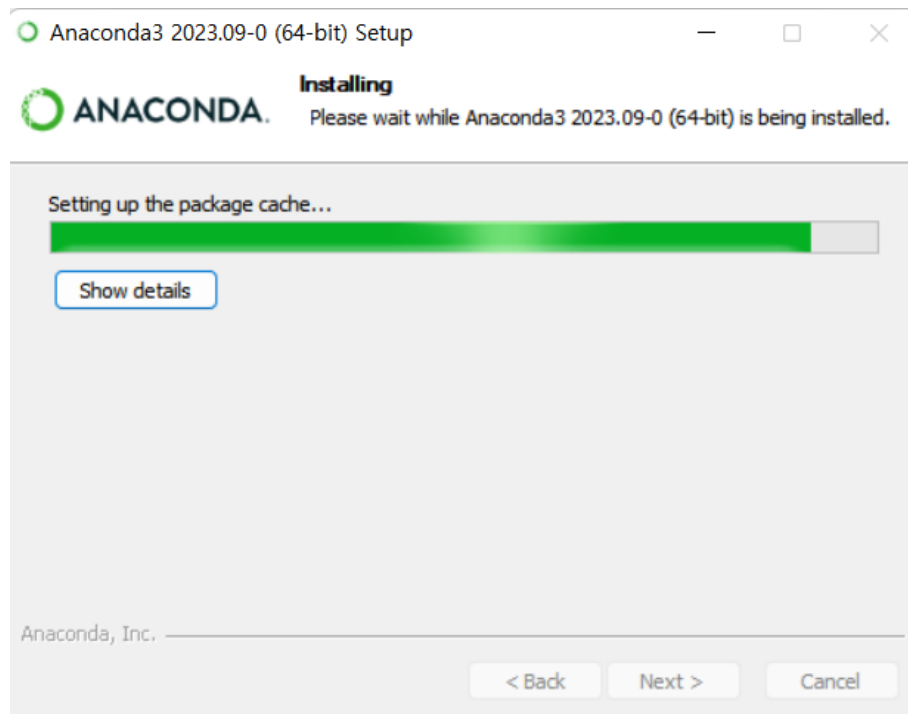 Anaconda3 2023.09-0 (64-bit) Setup
ANACONDA.
Installing
Please wait while Anaconda3 2023.09-0 (64-bit) is being installed.
Setting up the package cache...
Show details
Anaconda, Inc.
< Back Next > Cancel